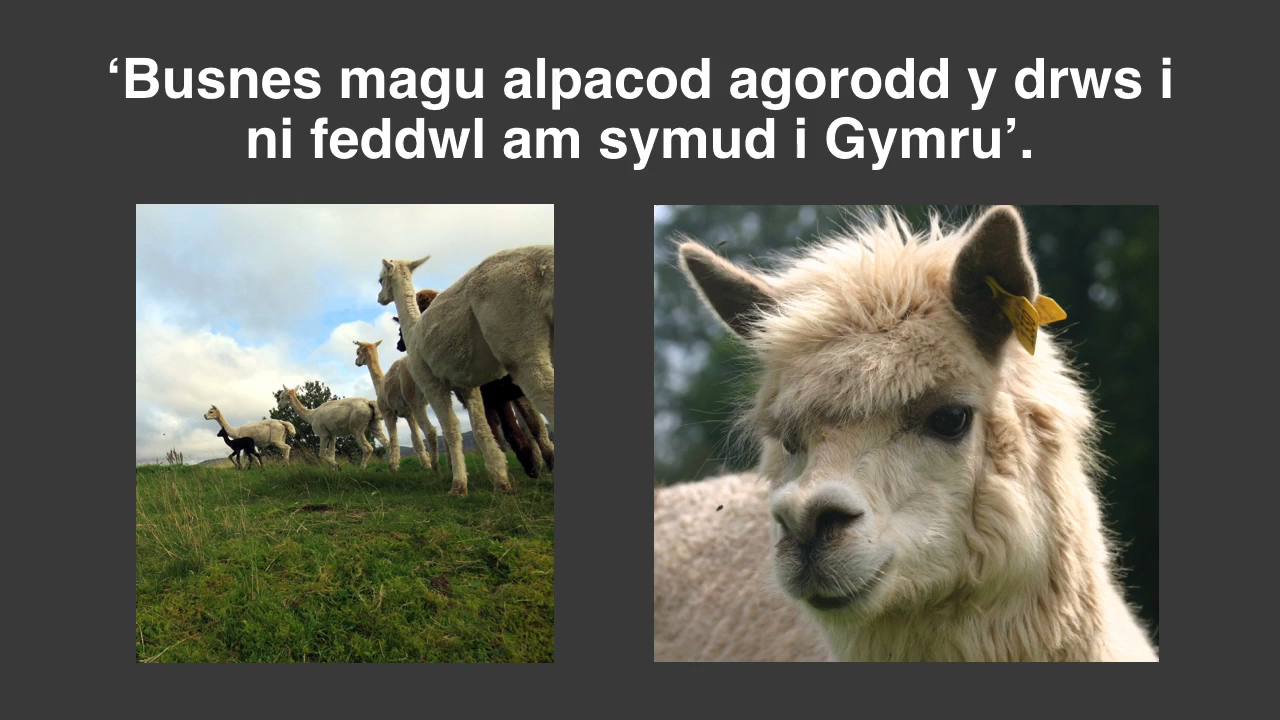 ‘Busnes magu alpacod agorodd y drws i
ni feddwl am symud i Gymru’.